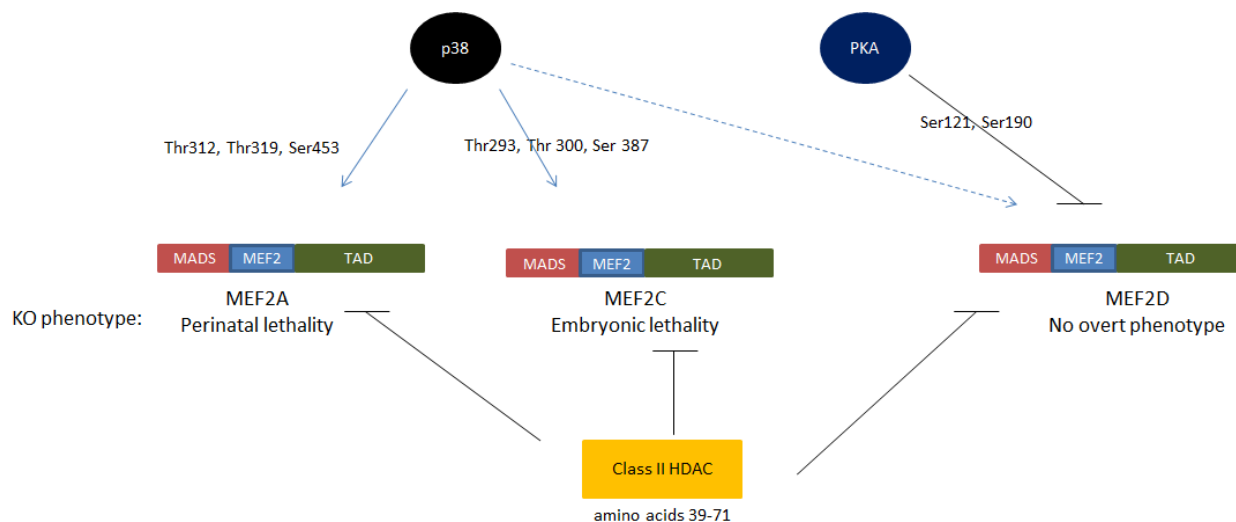 p38
PKA
Ser121, Ser190
Thr312, Thr319, Ser453
Thr293, Thr 300, Ser 387
MADS MEF2 TAD
MADS MEF2 TAD
MADS MEF2 TAD
MEF2A
MEF2C
MEF2D
KO phenotype:
Perinatal lethality
Embryonic lethality
No overt phenotype
Class II HDAC
amino acids 39-71